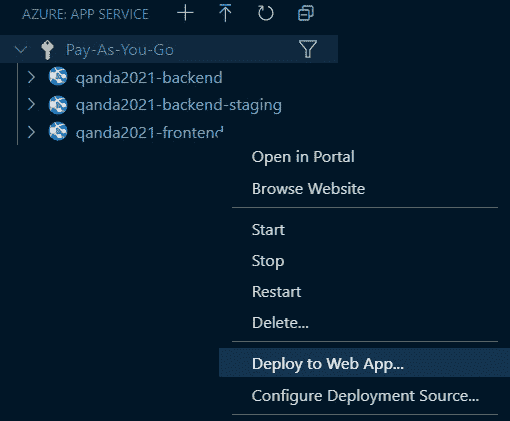 AZURE: APP SERVICE
Pay-As-You-Go
qanda2021-backend
qanda2021-backend-staging
qanda2021-frontend
Open in Portal
Browse Website
Start
Stop
Restart
Delete...
Deploy to Web App...
Configure Deployment Source...